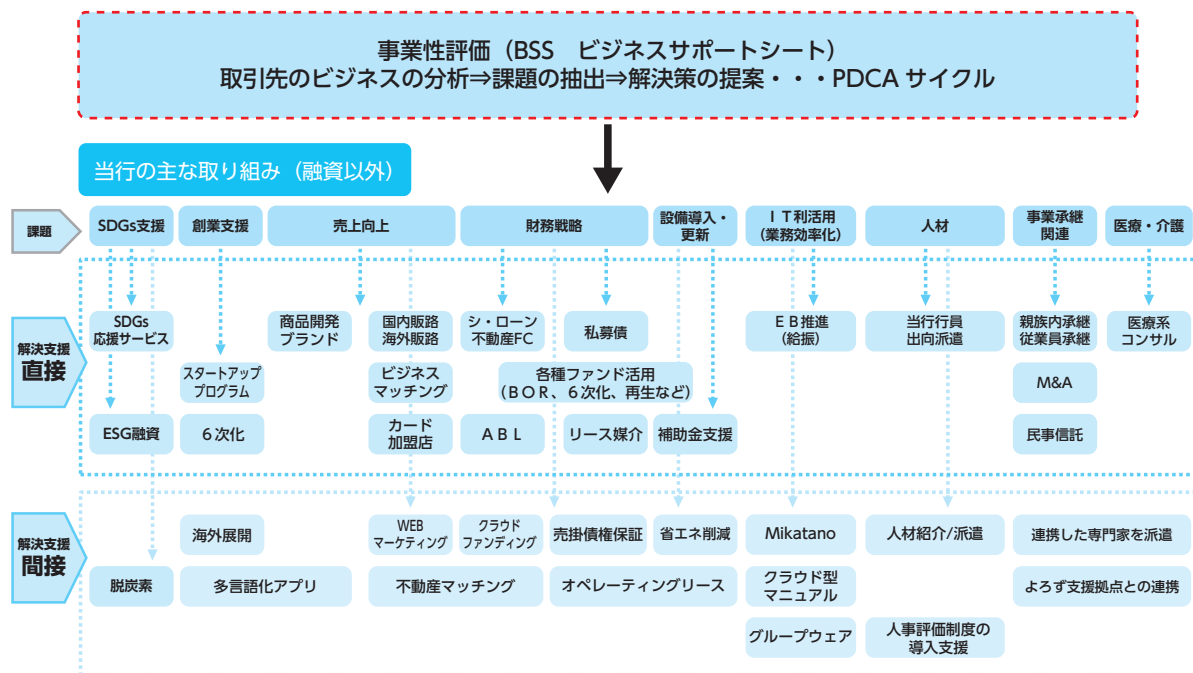 事業性評価（BSS　ビジネスサポートシート）
取引先のビジネスの分析⇒課題の抽出⇒解決策の提案・・・PDCA サイクル
当行の主な取り組み（融資以外）
課題
SDGs支援
創業支援
売上向上
財務戦略
設備導入・
更新
ＩＴ利活用
（業務効率化）
人材
事業承継
関連
医療・介護
解決支援
直接
SDGs
応援サービス
商品開発
ブランド
国内販路
海外販路
シ・ローン
不動産FC
私募債
ＥＢ推進
（給振）
当行行員
出向派遣
親族内承継
従業員承継
医療系
コンサル
スタートアップ
プログラム
ビジネス
マッチング
各種ファンド活用
（ＢＯＲ、６次化、再生など）
M&A
ESG融資
６次化
カード
加盟店
ＡＢＬ
リース媒介
補助金支援
民事信託
解決支援
間接
海外展開
WEB
マーケティング
クラウド
ファンディング
売掛債権保証
省エネ削減
Mikatano
人材紹介/派遣
連携した専門家を派遣
脱炭素
多言語化アプリ
不動産マッチング
オペレーティングリース
クラウド型
マニュアル
よろず支援拠点との連携
グループウェア
人事評価制度の
導入支援